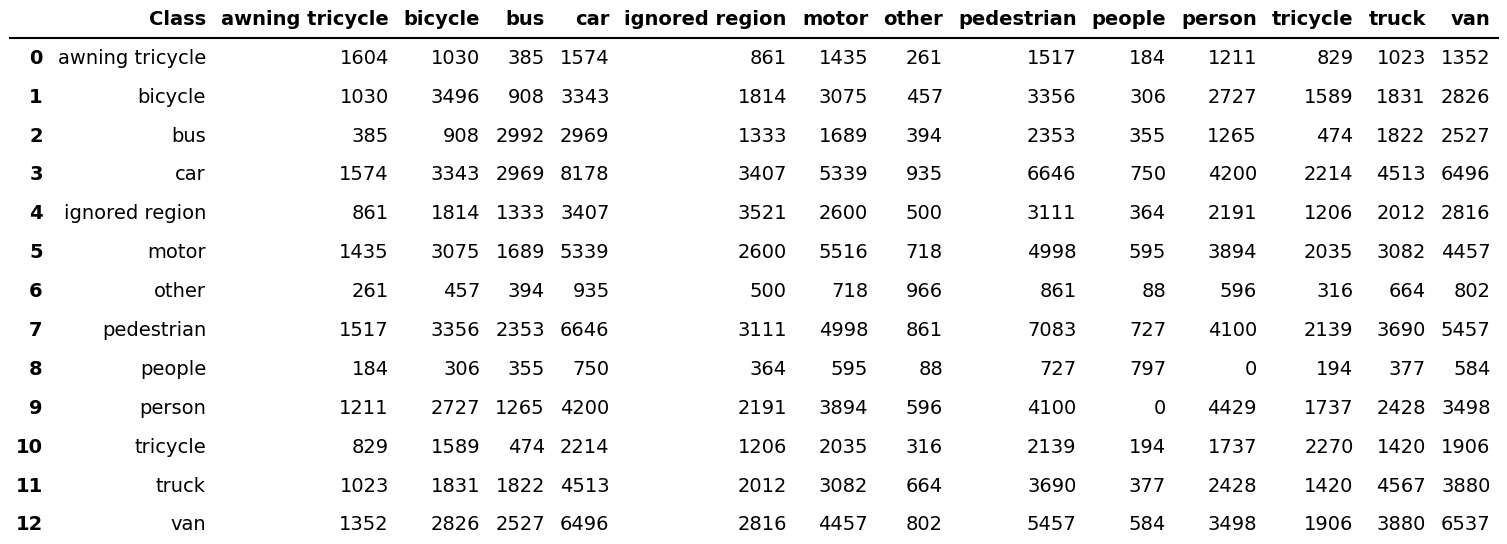 Class awning tricycle bicycle bus car ignored region motor other pedestrian people person tricycle truck van
0 awning tricycle 1604 1030 385 1574 861 1435 261 1517 184 1211 829 1023 1352
1 bicycle 1030 3496 908 3343 1814 3075 457 3356 306 2727 1589 1831 2826
2 bus 385 908 2992 2969 1333 1689 394 2353 355 1265 474 1822 2527
3 car 1574 3343 2969 8178 3407 5339 935 6646 750 4200 2214 4513 6496
4 ignored region 861 1814 1333 3407 3521 2600 500 3111 364 2191 1206 2012 2816
5 motor 1435 3075 1689 5339 2600 5516 718 4998 595 3894 2035 3082 4457
6 other 261 457 394 935 500 718 966 861 88 596 316 664 802
7 pedestrian 1517 3356 2353 6646 3111 4998 861 7083 727 4100 2139 3690 5457
8 people 184 306 355 750 364 595 88 727 797 0 194 377 584
9 person 1211 2727 1265 4200 2191 3894 596 4100 0 4429 1737 2428 3498
10 tricycle 829 1589 474 2214 1206 2035 316 2139 194 1737 2270 1420 1906
11 truck 1023 1831 1822 4513 2012 3082 664 3690 377 2428 1420 4567 3880
12 van 1352 2826 2527 6496 2816 4457 802 5457 584 3498 1906 3880 6537